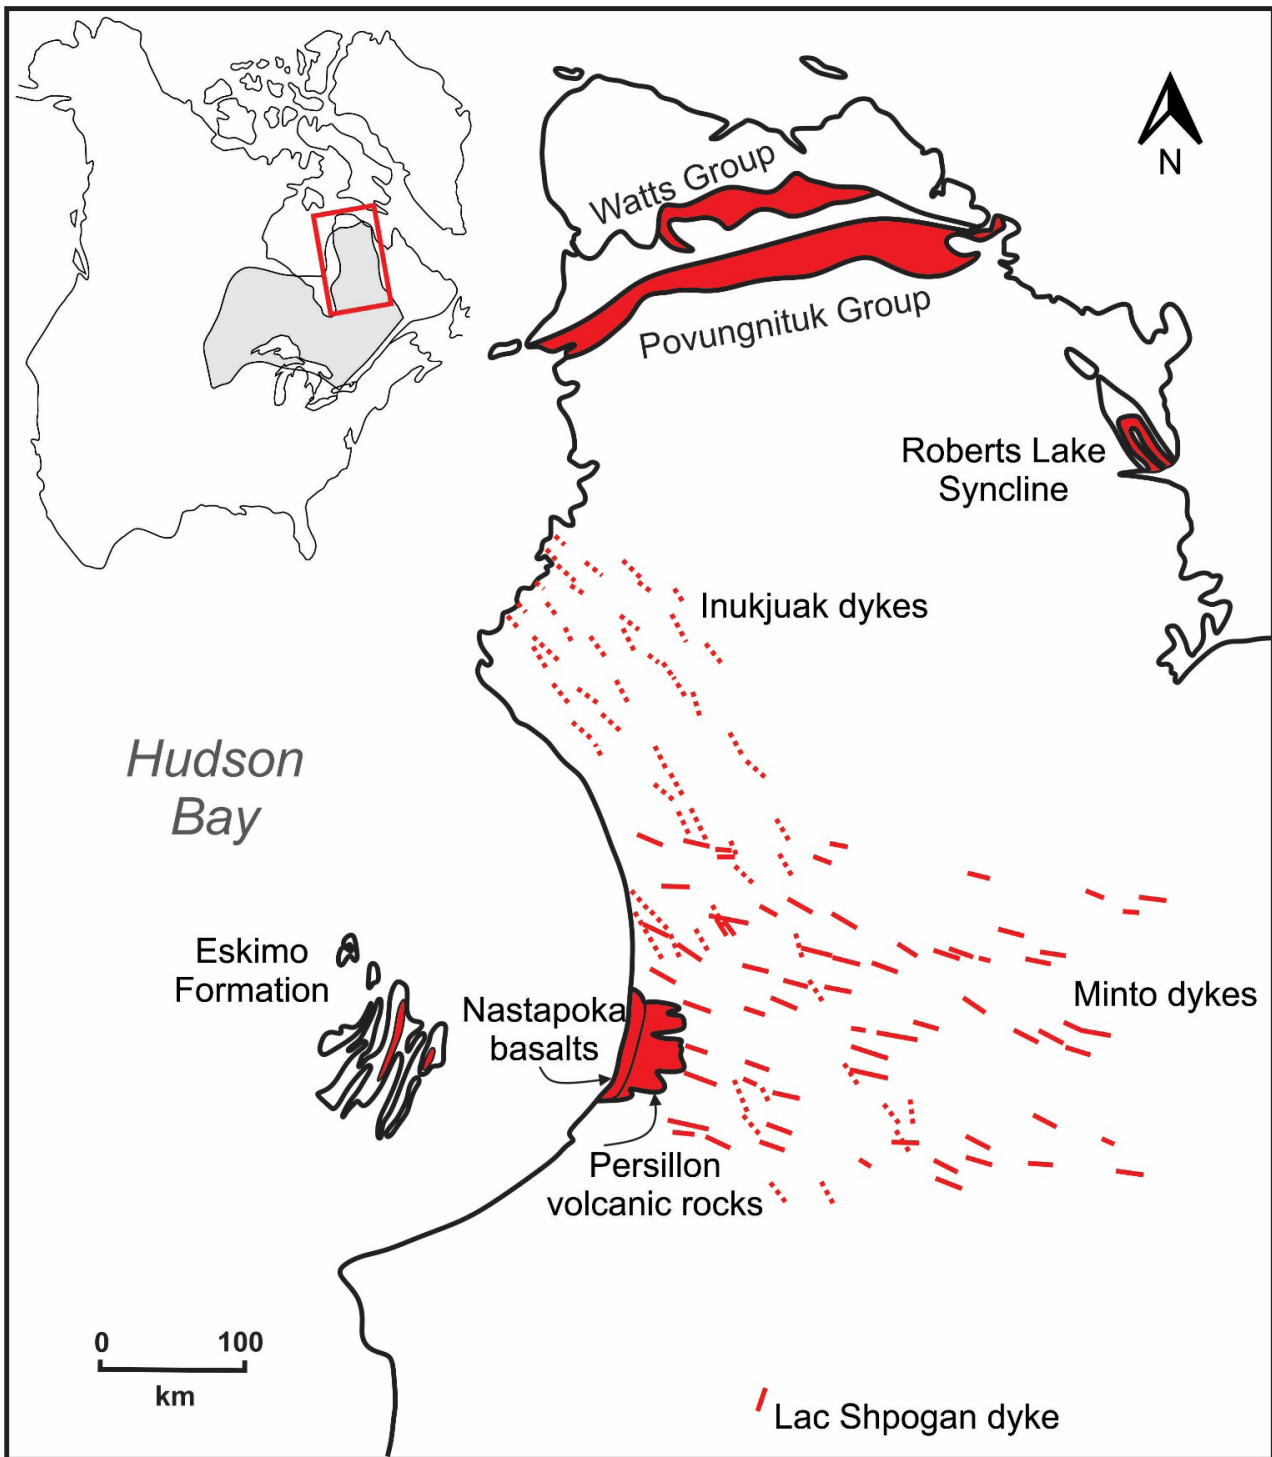 N
Watts Group
Povungnituk Group
Roberts Lake
Syncline
Inukjuak dykes
Hudson
Bay
Eskimo
Formation
Nastapoka
basalts
Minto dykes
Persillon
volcanic rocks
0 100
km
Lac Shpogan dyke